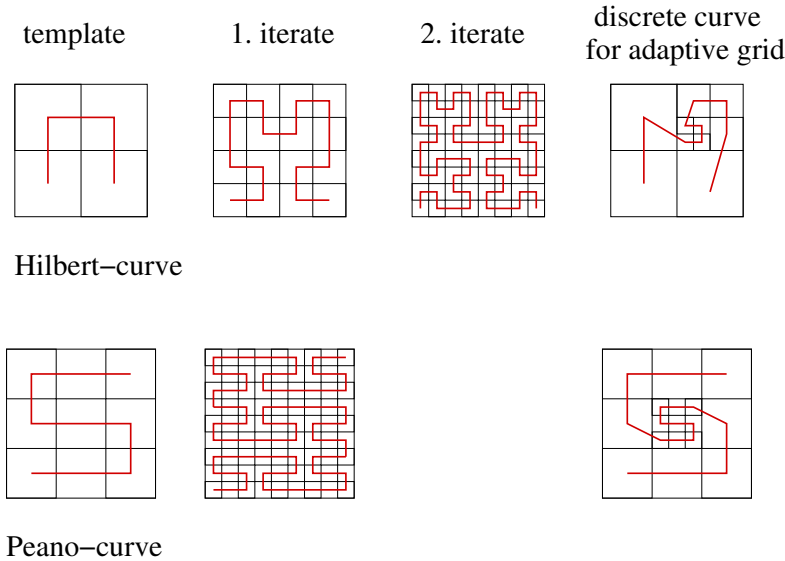 template
1. iterate
2. iterate
discrete curve
for adaptive grid
Hilbert−curve
Peano−curve